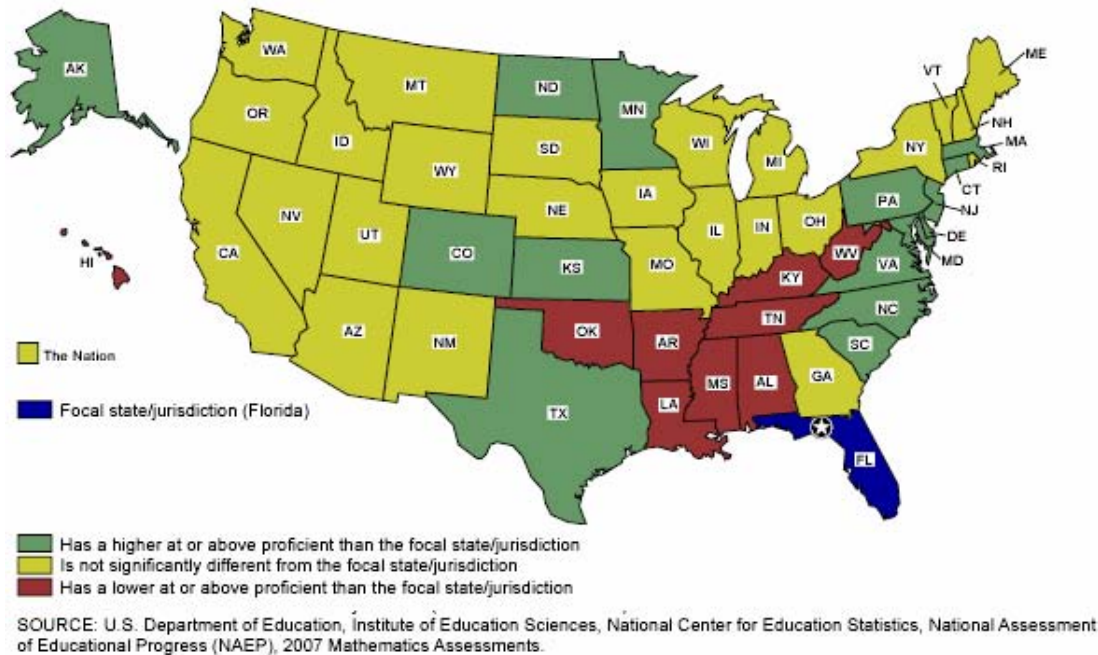 AK
WA
MT
ND
MN
VT
ME
OR
ID
SD
WI
MI
NY
NH
MA
RI
WY
IA
CT
NE
PA
NJ
NV
UT
IL
IN
OH
DE
HI
CA
CO
KS
MO
WV
VA
MD
KY
NC
AZ
NM
OK
AR
TN
SC
The Nation
MS
AL
GA
Focal state/jurisdiction (Florida)
TX
LA
FL
Has a higher at or above proficient than the focal state/jurisdiction
Is not significantly different from the focal state/jurisdiction
Has a lower at or above proficient than the focal state/jurisdiction
SOURCE: U.S. Department of Education, Institute of Education Sciences, National Center for Education Statistics, National Assessment
of Educational Progress (NAEP), 2007 Mathematics Assessments.